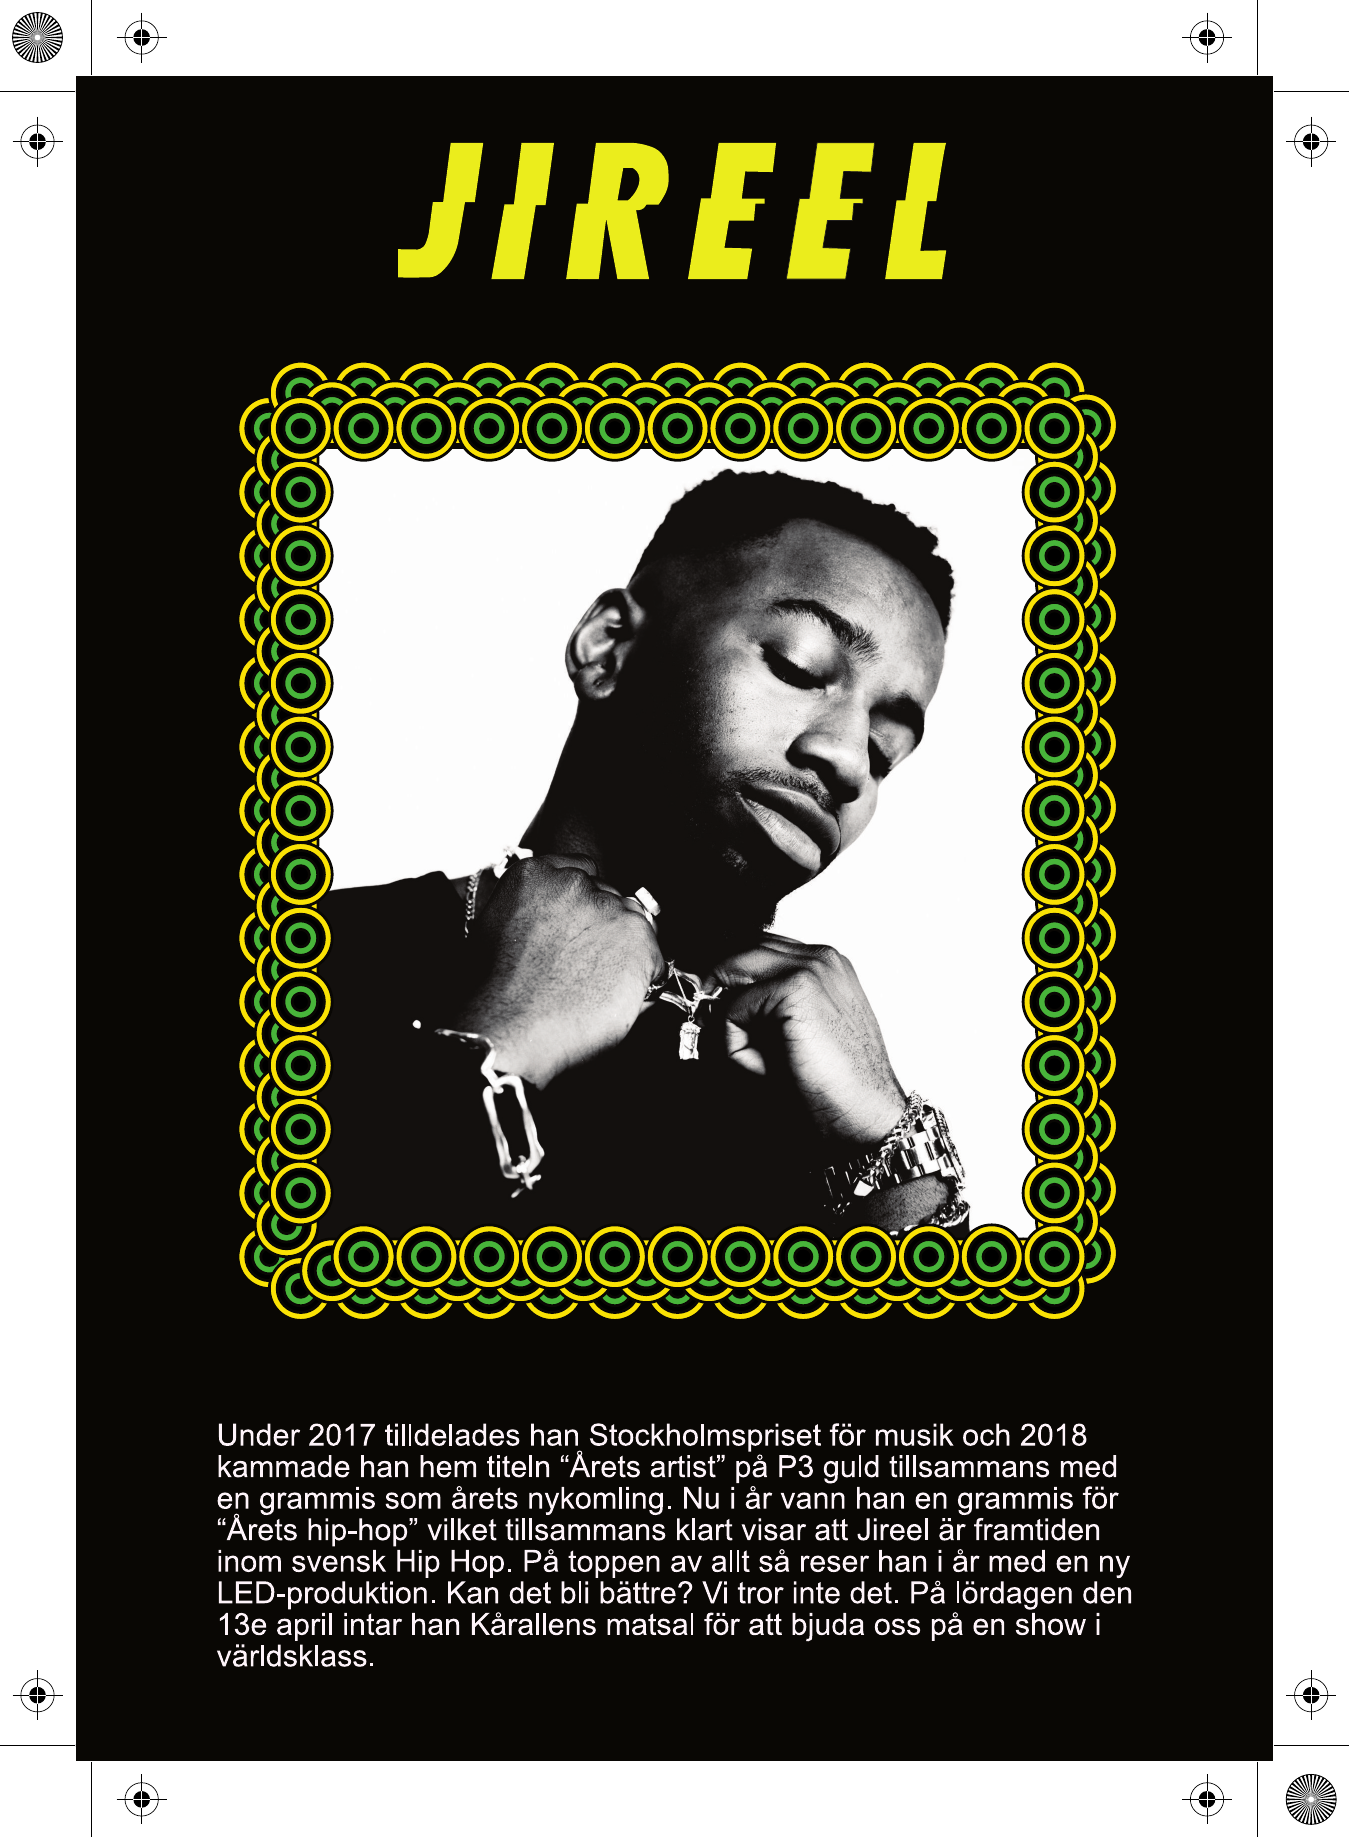 JIREEL
Under 2017 tilldelades han Stockholmspriset för musik och 2018
kammade han hem titeln “Årets artist” på P3 guld tillsammans med
en grammis som årets nykomling. Nu i år vann han en grammis för
“Årets hip-hop” vilket tillsammans klart visar att Jireel är framtiden
inom svensk Hip Hop. På toppen av allt så reser han i år med en ny
LED-produktion. Kan det bli bättre? Vi tror inte det. På lördagen den
13e april intar han Kårallens matsal för att bjuda oss på en show i
världsklass.